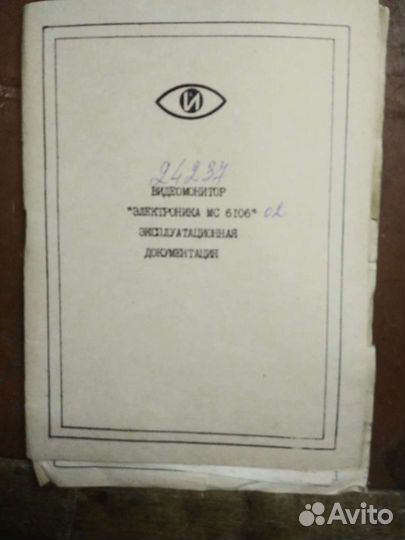 И
24237
ВИДЕОМОНИТОР
"ЭЛЕКТРОНИКА МС 6106" 02
ЭКСПЛУАТАЦИОННАЯ
ДОКУМЕНТАЦИЯ
Avito